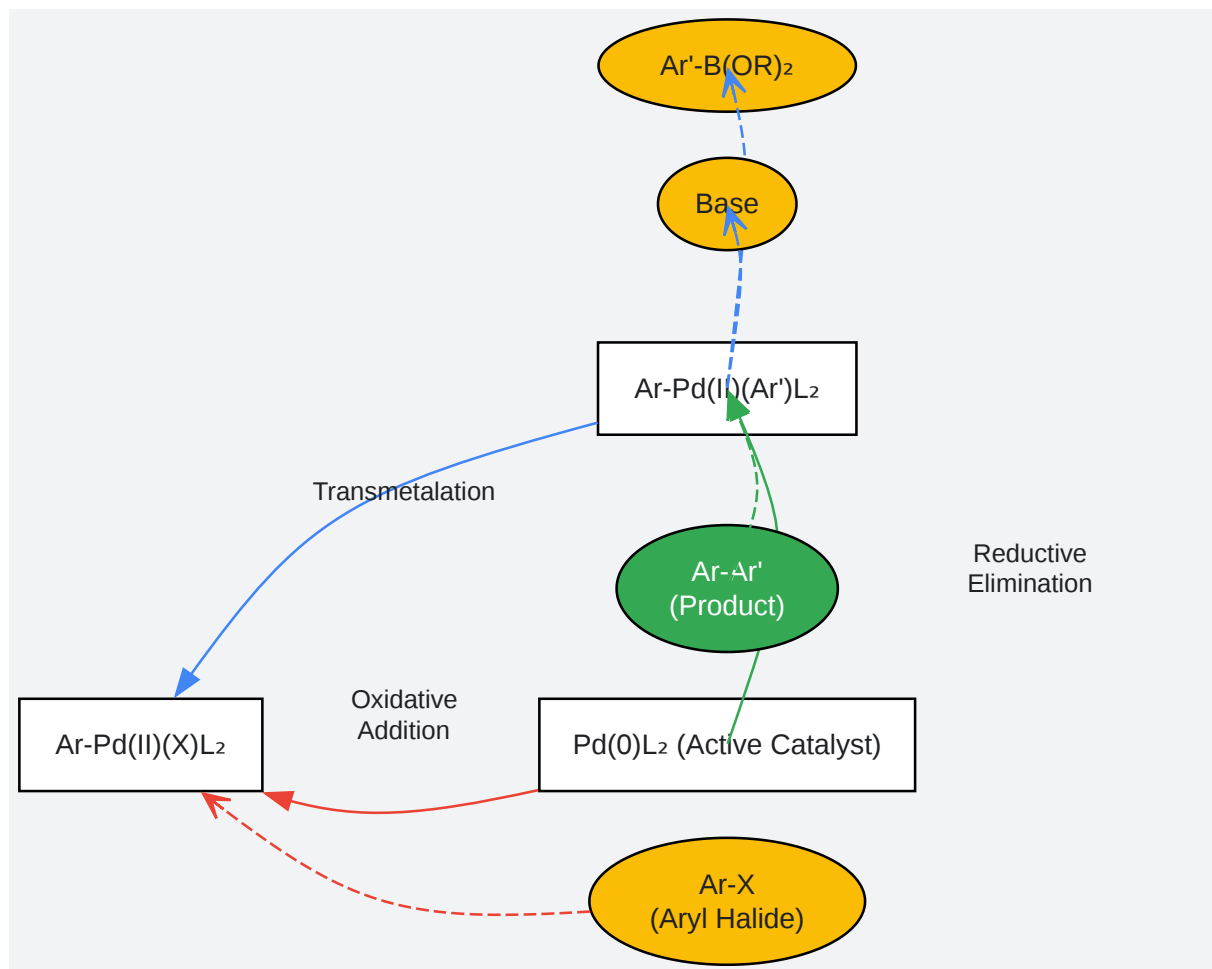 Ar'-B(OR)₂
Base
Ar-Pd(II)(Ar')L₂
Transmetalation
Ar-Ar'
(Product)
Reductive
Elimination
Oxidative
Addition
Ar-Pd(II)(X)L₂
Pd(0)L₂ (Active Catalyst)
Ar-X
(Aryl Halide)